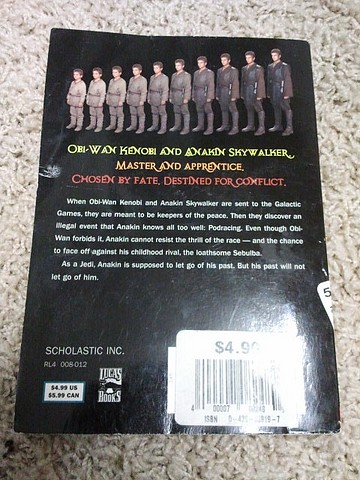 OBI-WAN KENOBI AND ANAKIN SKYWALKER,
MASTER AND APPRENTICE.
CHOSEN BY FATE. DESTINED FOR CONFLICT.
When Obi-Wan Kenobi and Anakin Skywalker are sent to the Galactic
Games, they are meant to be keepers of the peace. Then they discover an
illegal event that Anakin knows all too well: Podracing. Even though Obi-
Wan forbids it, Anakin cannot resist the thrill of the race — and the chance
to face off against his childhood rival, the loathsome Sebulba.
As a Jedi, Anakin is supposed to let go of his past. But his past will not
let go of him.
SCHOLASTIC INC.
RL4 008-012
$4.99 US
$5.99 CAN
LUCAS
BOOKS
$4.99
ISBN
5